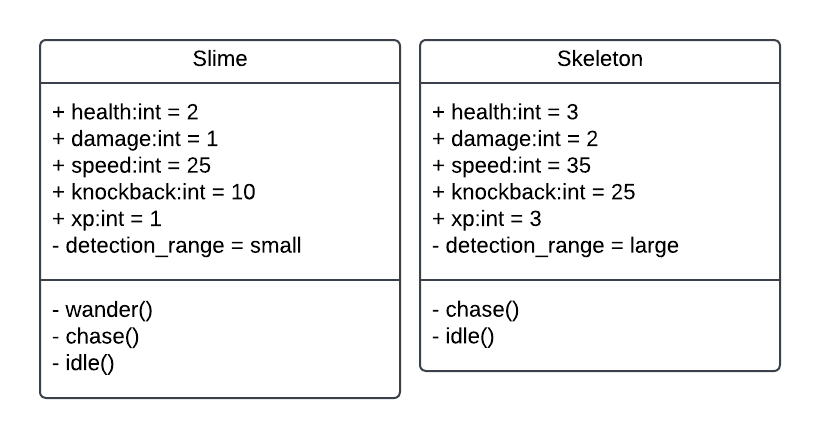 Slime
+ health:int = 2
+ damage:int = 1
+ speed:int = 25
+ knockback:int = 10
+ xp:int = 1
- detection_range = small
- wander()
- chase()
- idle()
Skeleton
+ health:int = 3
+ damage:int = 2
+ speed:int = 35
+ knockback:int = 25
+ xp:int = 3
- detection_range = large
- chase()
- idle()